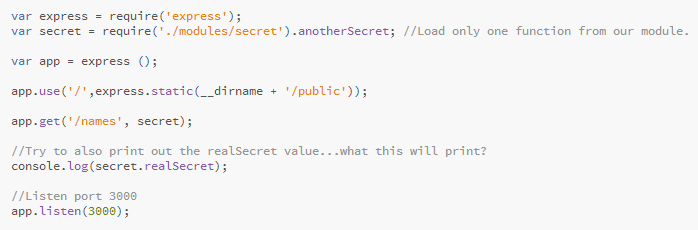 var express = require('express');
var secret = require('./modules/secret').anotherSecret; //Load only one function from our module.
var app = express ();
app.use('/',express.static(__dirname + '/public'));
app.get('/names', secret);
//Try to also print out the realSecret value...what this will print?
console.log(secret.realSecret);
//Listen port 3000
app.listen(3000);